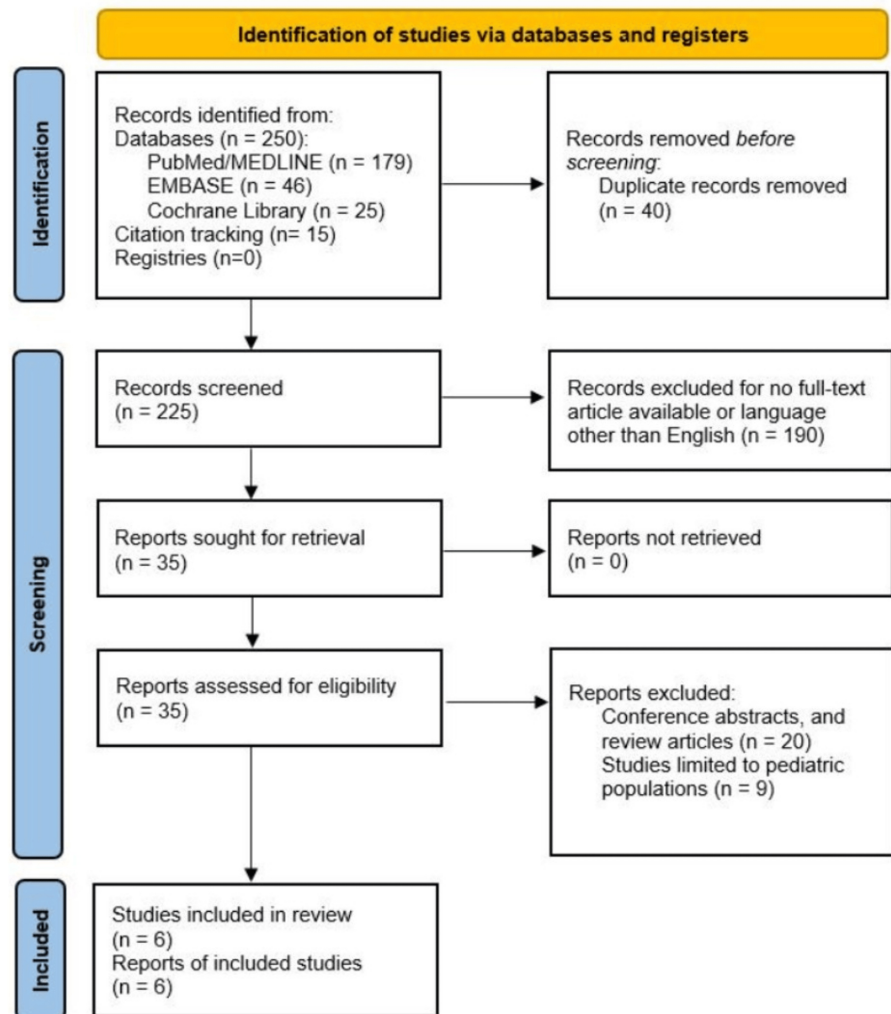 Identification of studies via databases and registers
Identification
Records identified from:
Databases (n = 250):
PubMed/MEDLINE (n = 179)
EMBASE (n = 46)
Cochrane Library (n = 25)
Citation tracking (n= 15)
Registries (n=0)
Records removed before
screening:
Duplicate records removed
(n = 40)
Screening
Records screened
(n = 225)
Records excluded for no full-text
article available or language
other than English (n = 190)
Reports sought for retrieval
(n = 35)
Reports not retrieved
(n = 0)
Reports assessed for eligibility
(n = 35)
Reports excluded:
Conference abstracts, and
review articles (n = 20)
Studies limited to pediatric
populations (n = 9)
Included
Studies included in review
(n = 6)
Reports of included studies
(n = 6)